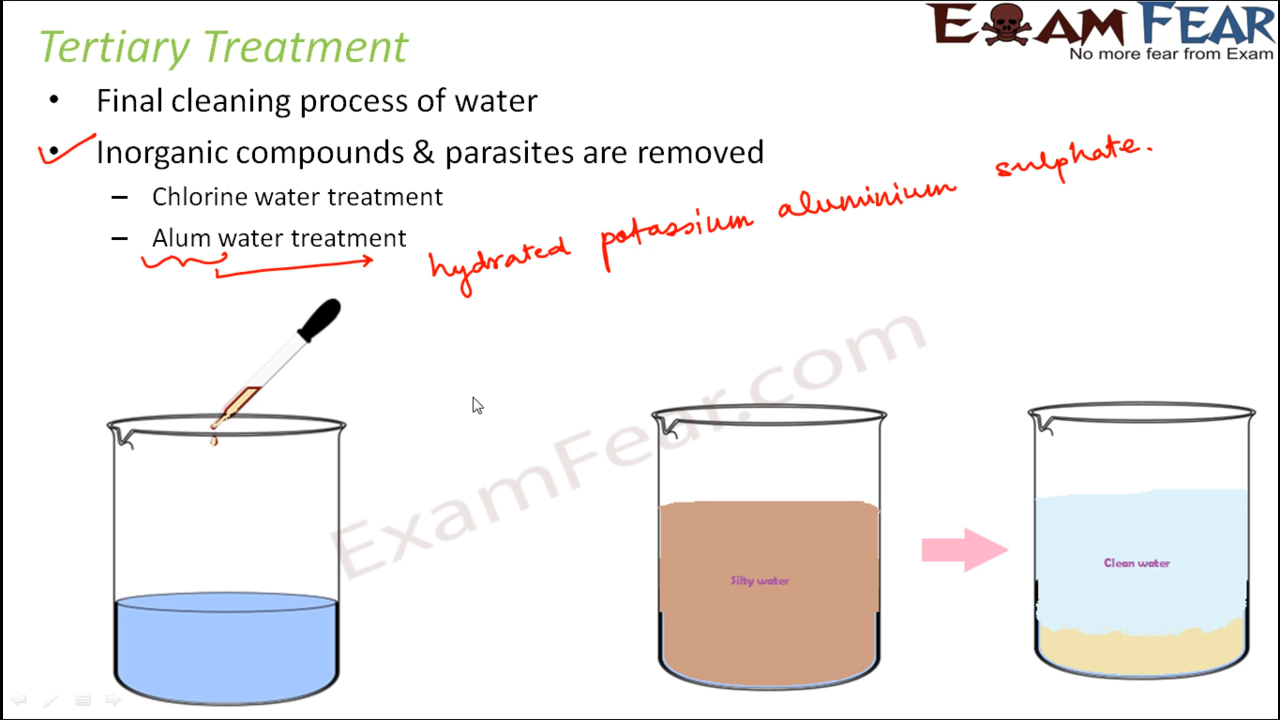 Tertiary Treatment
EXAM FEAR
No more fear from Exam
• Final cleaning process of water
• Inorganic compounds & parasites are removed
– Chlorine water treatment
– Alum water treatment
hydrated potassium aluminium sulphate.
ExamFear.com
Silty water
Clean water